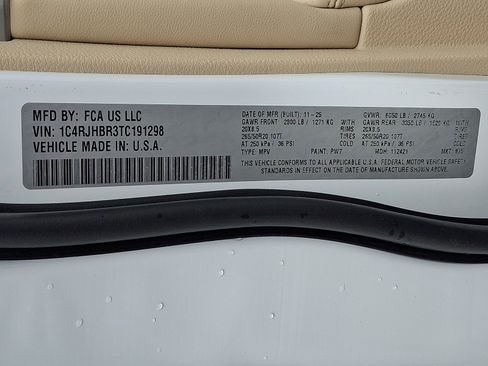 MFD BY: FCA US LLC
VIN: 1C4RJHBR3TC191298
VEHICLE MADE IN: U.S.A.
DATE OF MFR (BUILT): 11-25 GVWR: 6050 LB / 2745 KG
GAWR FRONT 2800 LB / 1271 KG WITH GAWR REAR 3350 LB / 1520 KG WITH
20X8.5 RIMS 20X8.5 RIMS
265/50R20 107T TIRES 265/50R20 107T TIRES
AT 250 kPa / 36 PSI COLD AT 250 kPa / 36 PSI COLD
THIS VEHICLE CONFORMS TO ALL APPLICABLE U.S.A. FEDERAL MOTOR VEHICLE SAFETY
STANDARDS IN EFFECT ON THE DATE OF MANUFACTURE SHOWN ABOVE.
TYPE: MPV PAINT: PW7 MDH: 112421 MKT: